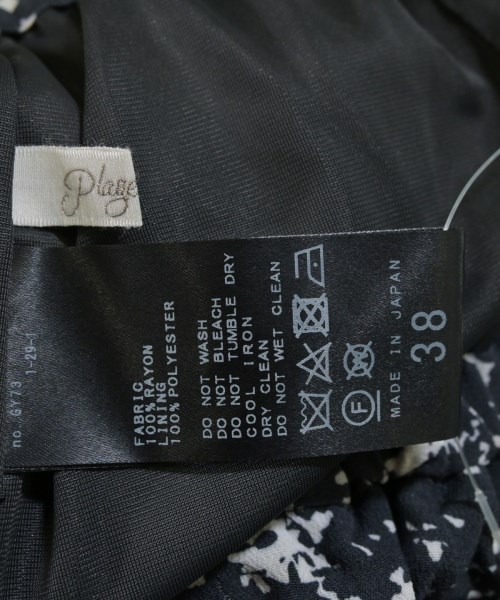 Plage
no. GY73 1-29-
FABRIC
100%RAYON
LINING
100%POLYESTER
DO NOT WASH
DO NOT BLEACH
DO NOT TUMBLE DRY
COOL IRON
DRY CLEAN
DO NOT WET CLEAN
F
MADE IN JAPAN
38